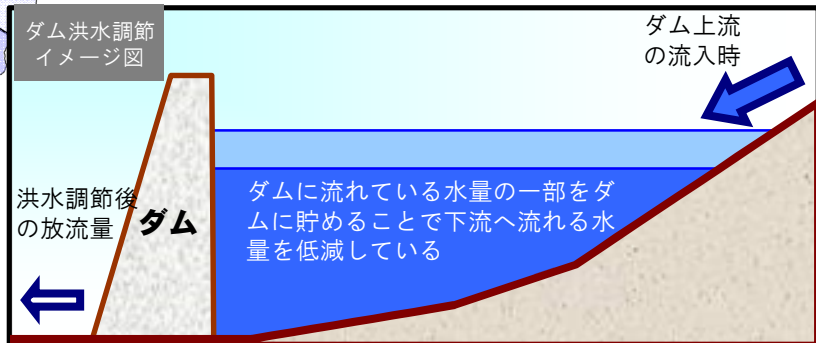 ダム洪水調節
イメージ図
ダム上流
の流入時
洪水調節後
の放流量
ダム
ダムに流れている水量の一部をダ
ムに貯めることで下流へ流れる水
量を低減している